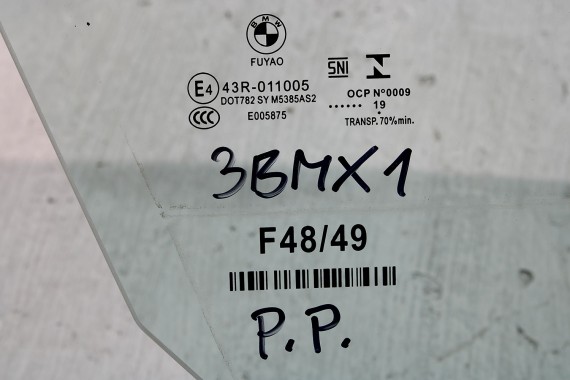 BMW
FUYAO
SNI N
E4 43R-011005
DOT782 SY M5385AS2
OCP Nº0009
CCC E005875
...... 19
TRANSP. 70% min.
3BMX1
F48/49
P.P.